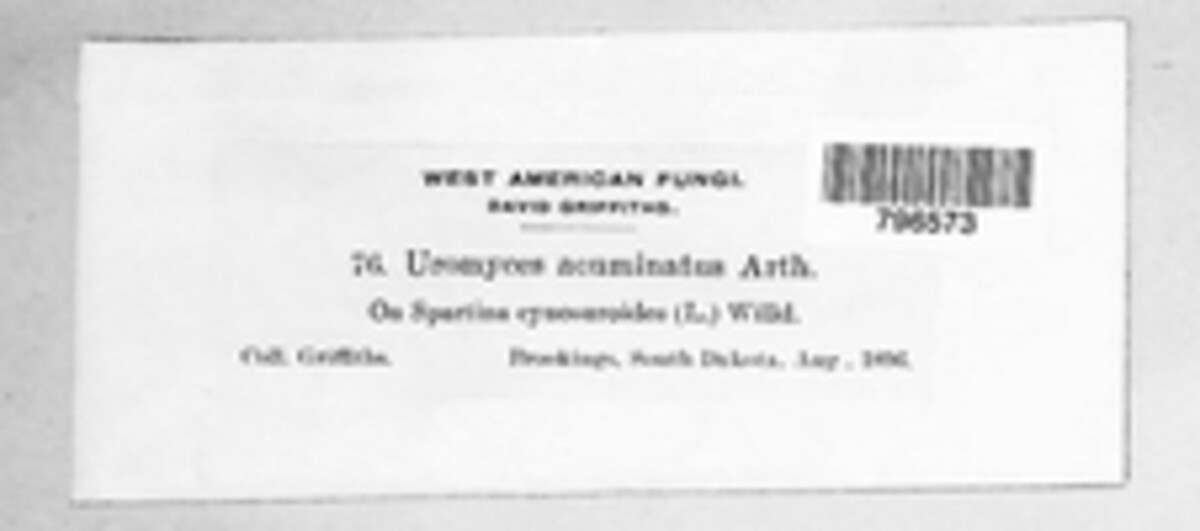 WEST AMERICAN FUNGI.
DAVID GRIFFITHS.
796573
76. Uromyces acuminatus Arth.
On Spartina cynosuroides (L.) Willd.
Coll. Griffiths. Brookings, South Dakota, Aug. 1896.